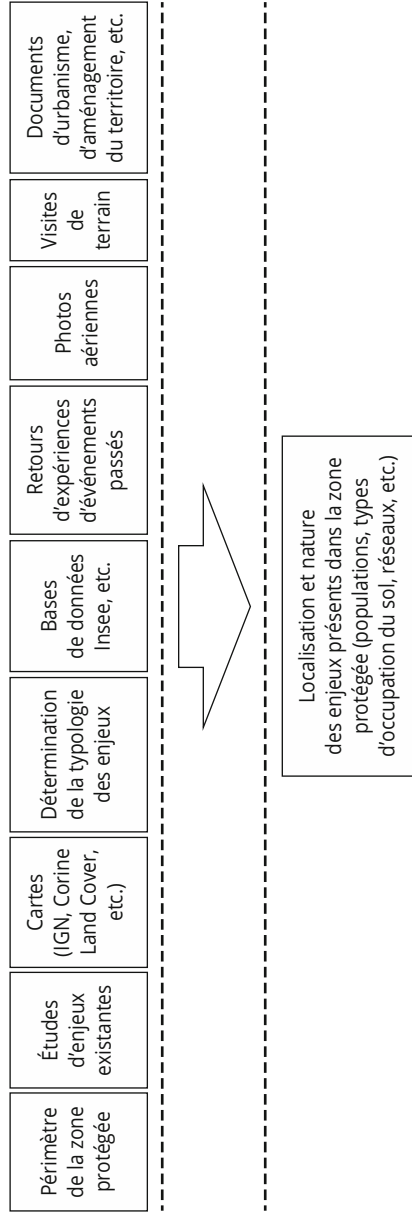 Périmètre
de la zone
protégée
Études
d'enjeux
existantes
Cartes
(IGN, Corine
Land Cover,
etc.)
Détermination
de la typologie
des enjeux
Bases
de données
Insee, etc.
Retours
d'expériences
d'événements
passés
Photos
aériennes
Visites
de
terrain
Documents
d'urbanisme,
d'aménagement
du territoire, etc.
Localisation et nature
des enjeux présents dans la zone
protégée (populations, types
d'occupation du sol, réseaux, etc.)